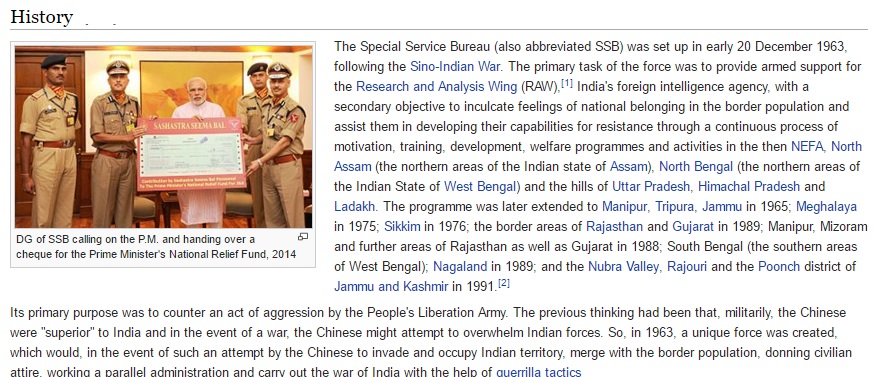 History
The Special Service Bureau (also abbreviated SSB) was set up in early 20 December 1963,
following the Sino-Indian War. The primary task of the force was to provide armed support for
the Research and Analysis Wing (RAW),[1] India's foreign intelligence agency, with a
secondary objective to inculcate feelings of national belonging in the border population and
assist them in developing their capabilities for resistance through a continuous process of
motivation, training, development, welfare programmes and activities in the then NEFA, North
Assam (the northern areas of the Indian state of Assam), North Bengal (the northern areas of
the Indian State of West Bengal) and the hills of Uttar Pradesh, Himachal Pradesh and
Ladakh. The programme was later extended to Manipur, Tripura, Jammu in 1965; Meghalaya
in 1975; Sikkim in 1976; the border areas of Rajasthan and Gujarat in 1989; Manipur, Mizoram
and further areas of Rajasthan as well as Gujarat in 1988; South Bengal (the southern areas
of West Bengal); Nagaland in 1989; and the Nubra Valley, Rajouri and the Poonch district of
Jammu and Kashmir in 1991.[2]
SASHASTRA SEEMA BAL
Contribution by Sashastra Seema Bal Personnel
To The Prime Minister's National Relief Fund For J&K
DG of SSB calling on the P.M. and handing over a
cheque for the Prime Minister's National Relief Fund, 2014
Its primary purpose was to counter an act of aggression by the People's Liberation Army. The previous thinking had been that, militarily, the Chinese
were "superior" to India and in the event of a war, the Chinese might attempt to overwhelm Indian forces. So, in 1963, a unique force was created,
which would, in the event of such an attempt by the Chinese to invade and occupy Indian territory, merge with the border population, donning civilian
attire, working a parallel administration and carry out the war of India with the help of guerrilla tactics